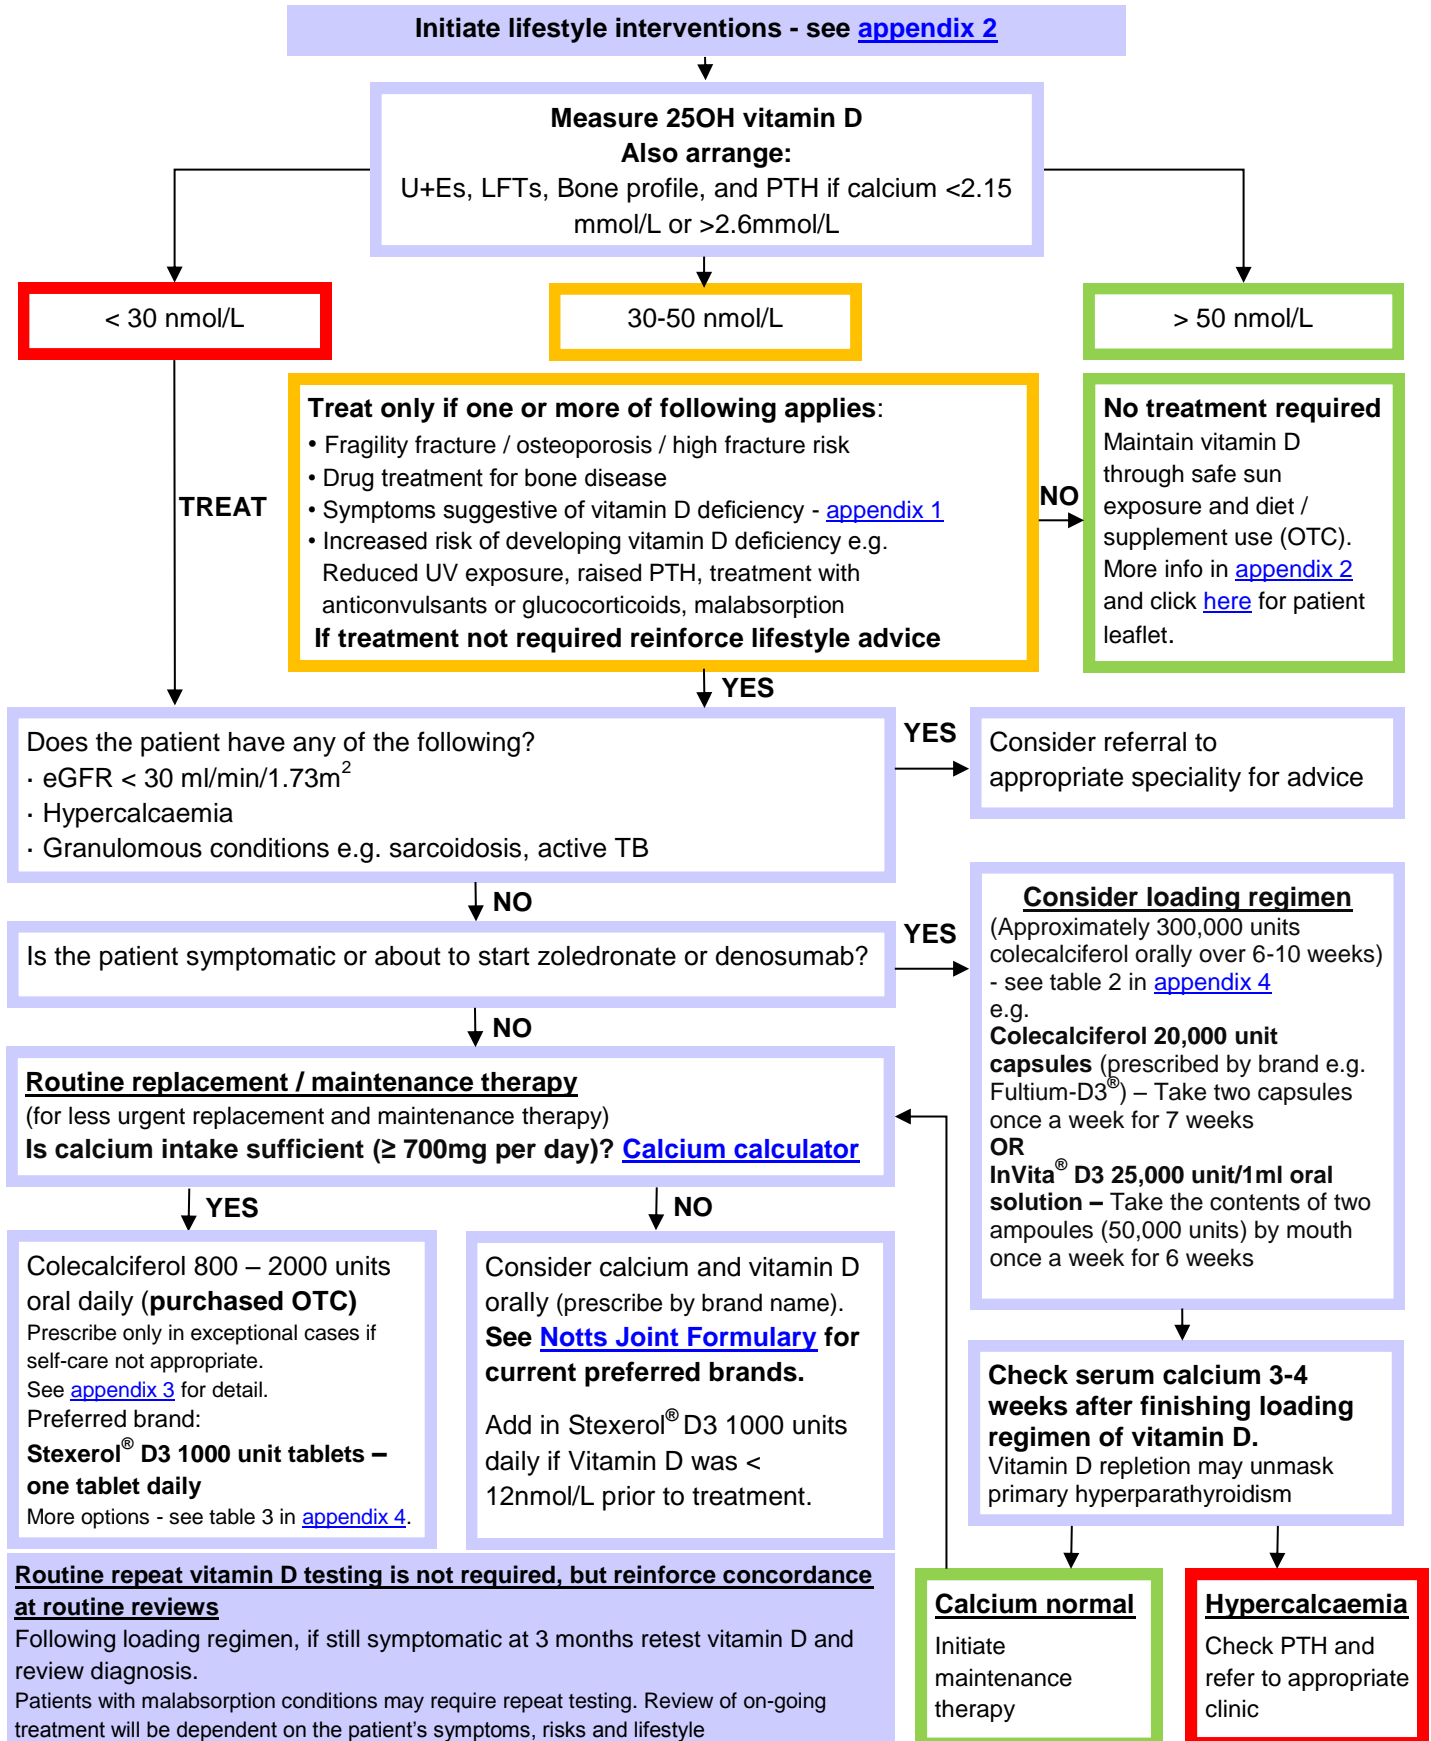 Initiate lifestyle interventions - see appendix 2
Measure 25OH vitamin D
Also arrange:
U+Es, LFTs, Bone profile, and PTH if calcium <2.15
mmol/L or >2.6mmol/L
< 30 nmol/L
30-50 nmol/L
> 50 nmol/L
TREAT
Treat only if one or more of following applies:
• Fragility fracture / osteoporosis / high fracture risk
• Drug treatment for bone disease
• Symptoms suggestive of vitamin D deficiency - appendix 1
• Increased risk of developing vitamin D deficiency e.g.
Reduced UV exposure, raised PTH, treatment with
anticonvulsants or glucocorticoids, malabsorption
If treatment not required reinforce lifestyle advice
NO
No treatment required
Maintain vitamin D
through safe sun
exposure and diet /
supplement use (OTC).
More info in appendix 2
and click here for patient
leaflet.
YES
Does the patient have any of the following?
· eGFR < 30 ml/min/1.73m²
· Hypercalcaemia
· Granulomous conditions e.g. sarcoidosis, active TB
YES
Consider referral to
appropriate speciality for advice
NO
Is the patient symptomatic or about to start zoledronate or denosumab?
YES
Consider loading regimen
(Approximately 300,000 units
colecalciferol orally over 6-10 weeks)
- see table 2 in appendix 4
e.g.
Colecalciferol 20,000 unit
capsules (prescribed by brand e.g.
Fultium-D3®) – Take two capsules
once a week for 7 weeks
OR
InVita® D3 25,000 unit/1ml oral
solution – Take the contents of two
ampoules (50,000 units) by mouth
once a week for 6 weeks
NO
Routine replacement / maintenance therapy
(for less urgent replacement and maintenance therapy)
Is calcium intake sufficient (≥ 700mg per day)? Calcium calculator
YES
NO
Colecalciferol 800 – 2000 units
oral daily (purchased OTC)
Prescribe only in exceptional cases if
self-care not appropriate.
See appendix 3 for detail.
Preferred brand:
Stexerol® D3 1000 unit tablets –
one tablet daily
More options - see table 3 in appendix 4.
Consider calcium and vitamin D
orally (prescribe by brand name).
See Notts Joint Formulary for
current preferred brands.
Add in Stexerol® D3 1000 units
daily if Vitamin D was <
12nmol/L prior to treatment.
Check serum calcium 3-4
weeks after finishing loading
regimen of vitamin D.
Vitamin D repletion may unmask
primary hyperparathyroidism
Routine repeat vitamin D testing is not required, but reinforce concordance
at routine reviews
Following loading regimen, if still symptomatic at 3 months retest vitamin D and
review diagnosis.
Patients with malabsorption conditions may require repeat testing. Review of on-going
treatment will be dependent on the patient's symptoms, risks and lifestyle
Calcium normal
Initiate
maintenance
therapy
Hypercalcaemia
Check PTH and
refer to appropriate
clinic